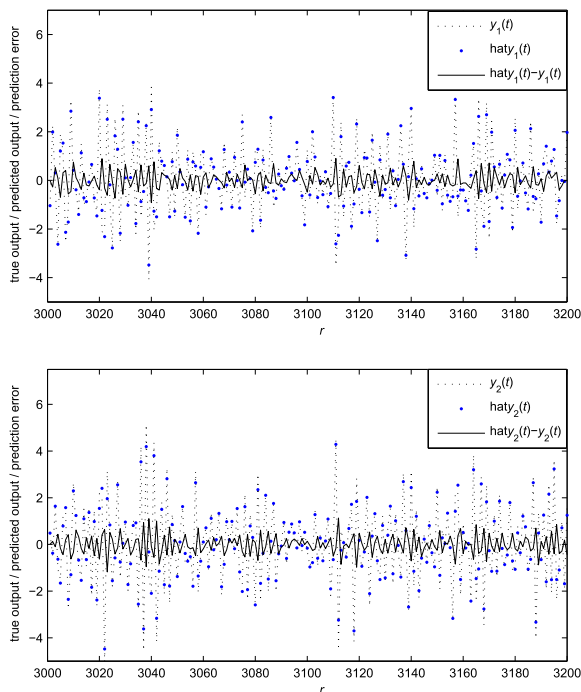 true output / predicted output / prediction error
6
4
2
0
−2
−4
3000 3020 3040 3060 3080 3100 3120 3140 3160 3180 3200
r
y1(t)
haty1(t)
haty1(t)−y1(t)
true output / predicted output / prediction error
6
4
2
0
−2
−4
3000 3020 3040 3060 3080 3100 3120 3140 3160 3180 3200
r
y2(t)
haty2(t)
haty2(t)−y2(t)